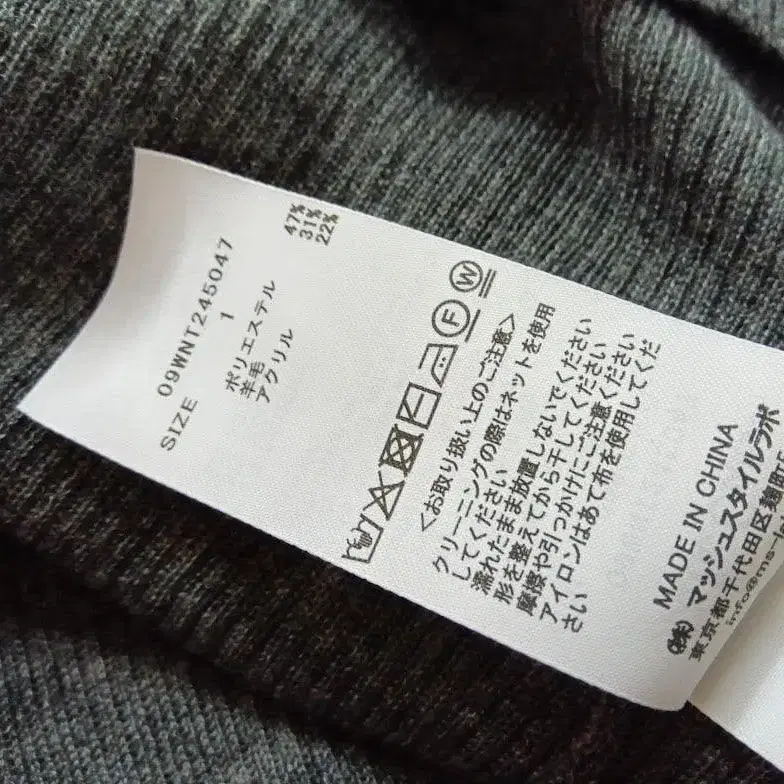 09WNT245047
SIZE 1
ポリエステル 47%
羊毛 31%
アクリル 22%
F W
<お取り扱い上のご注意>
クリーニングの際はネットを使用
してください
濡れたまま放置しないでください
形を整えてから干してください
摩擦や引っかけにご注意ください
アイロンはあて布を使用してくだ
さい
MADE IN CHINA
(株) マッシュスタイルラボ
東京都千代田区麹町5
info@mash